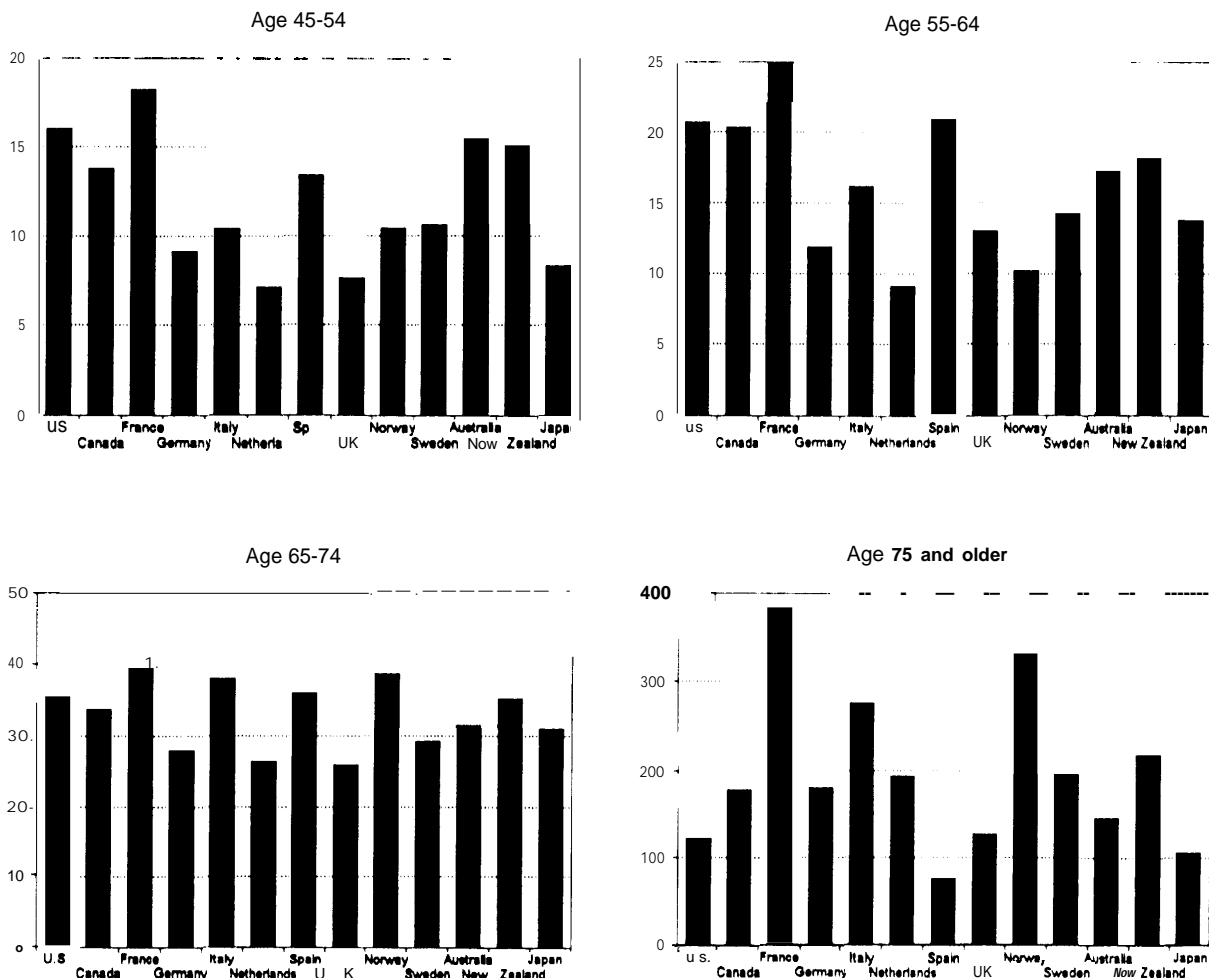 Age 45-54
20
15
10
5
0
US France Italy Sp Norway Australia Japa
Canada Germany Netherla UK Sweden Now Zealand
Age 55-64
25
20
15
10
5
0
us France Italy Spain Norway Australia Japan
Canada Germany Netherlands UK Sweden New Zealand
Age 65-74
50
40
1.
30.
20-
10
o
U.S France Italy Spain Norway Australia Japan
Canada Germany Netherlands U K Sweden New Zealand
Age 75 and older
400
300
200
100
0
us. France Italy Spain Norwa, Australia Japan
Canada Germany Netherlands UK Sweden Now Zealand